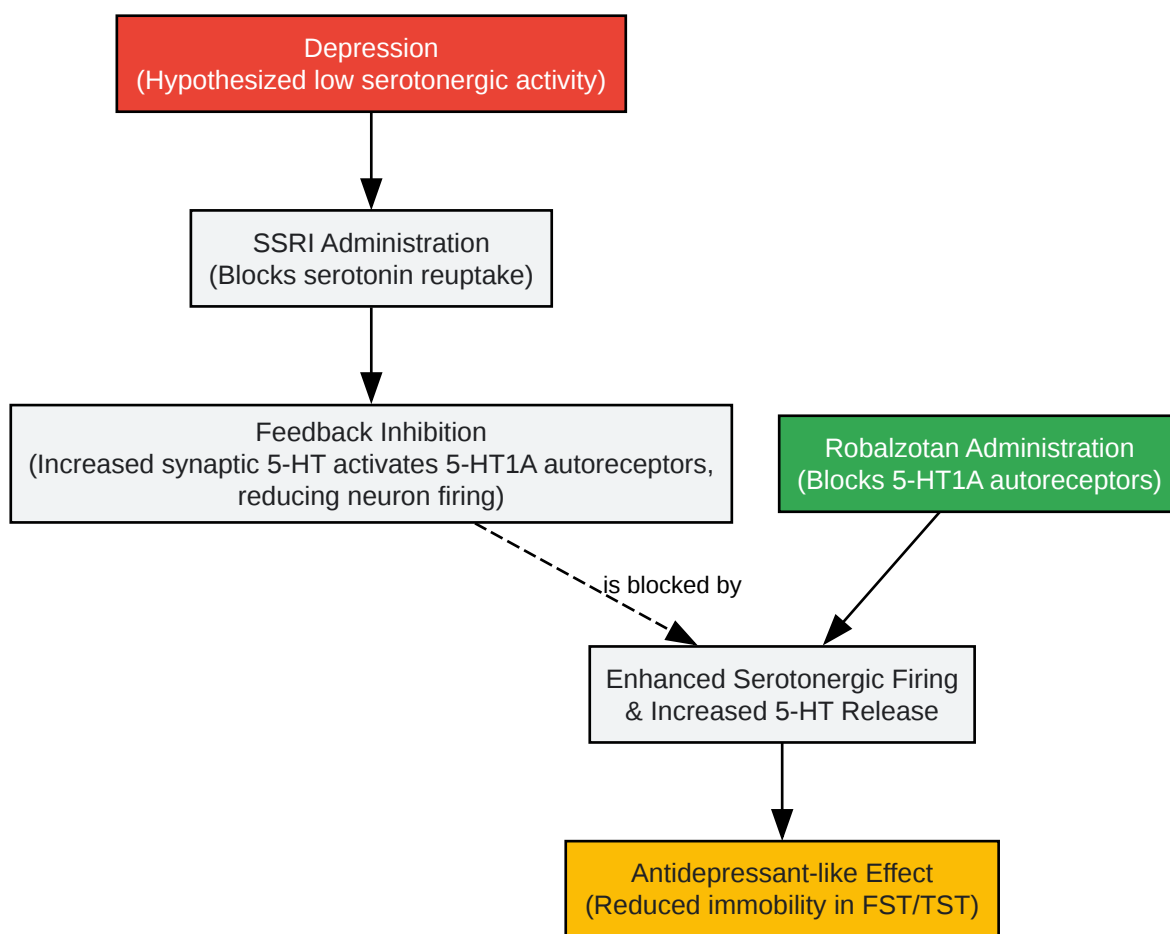 Depression
(Hypothesized low serotonergic activity)
SSRI Administration
(Blocks serotonin reuptake)
Feedback Inhibition
(Increased synaptic 5-HT activates 5-HT1A autoreceptors,
reducing neuron firing)
Robalzotan Administration
(Blocks 5-HT1A autoreceptors)
is blocked by
Enhanced Serotonergic Firing
& Increased 5-HT Release
Antidepressant-like Effect
(Reduced immobility in FST/TST)